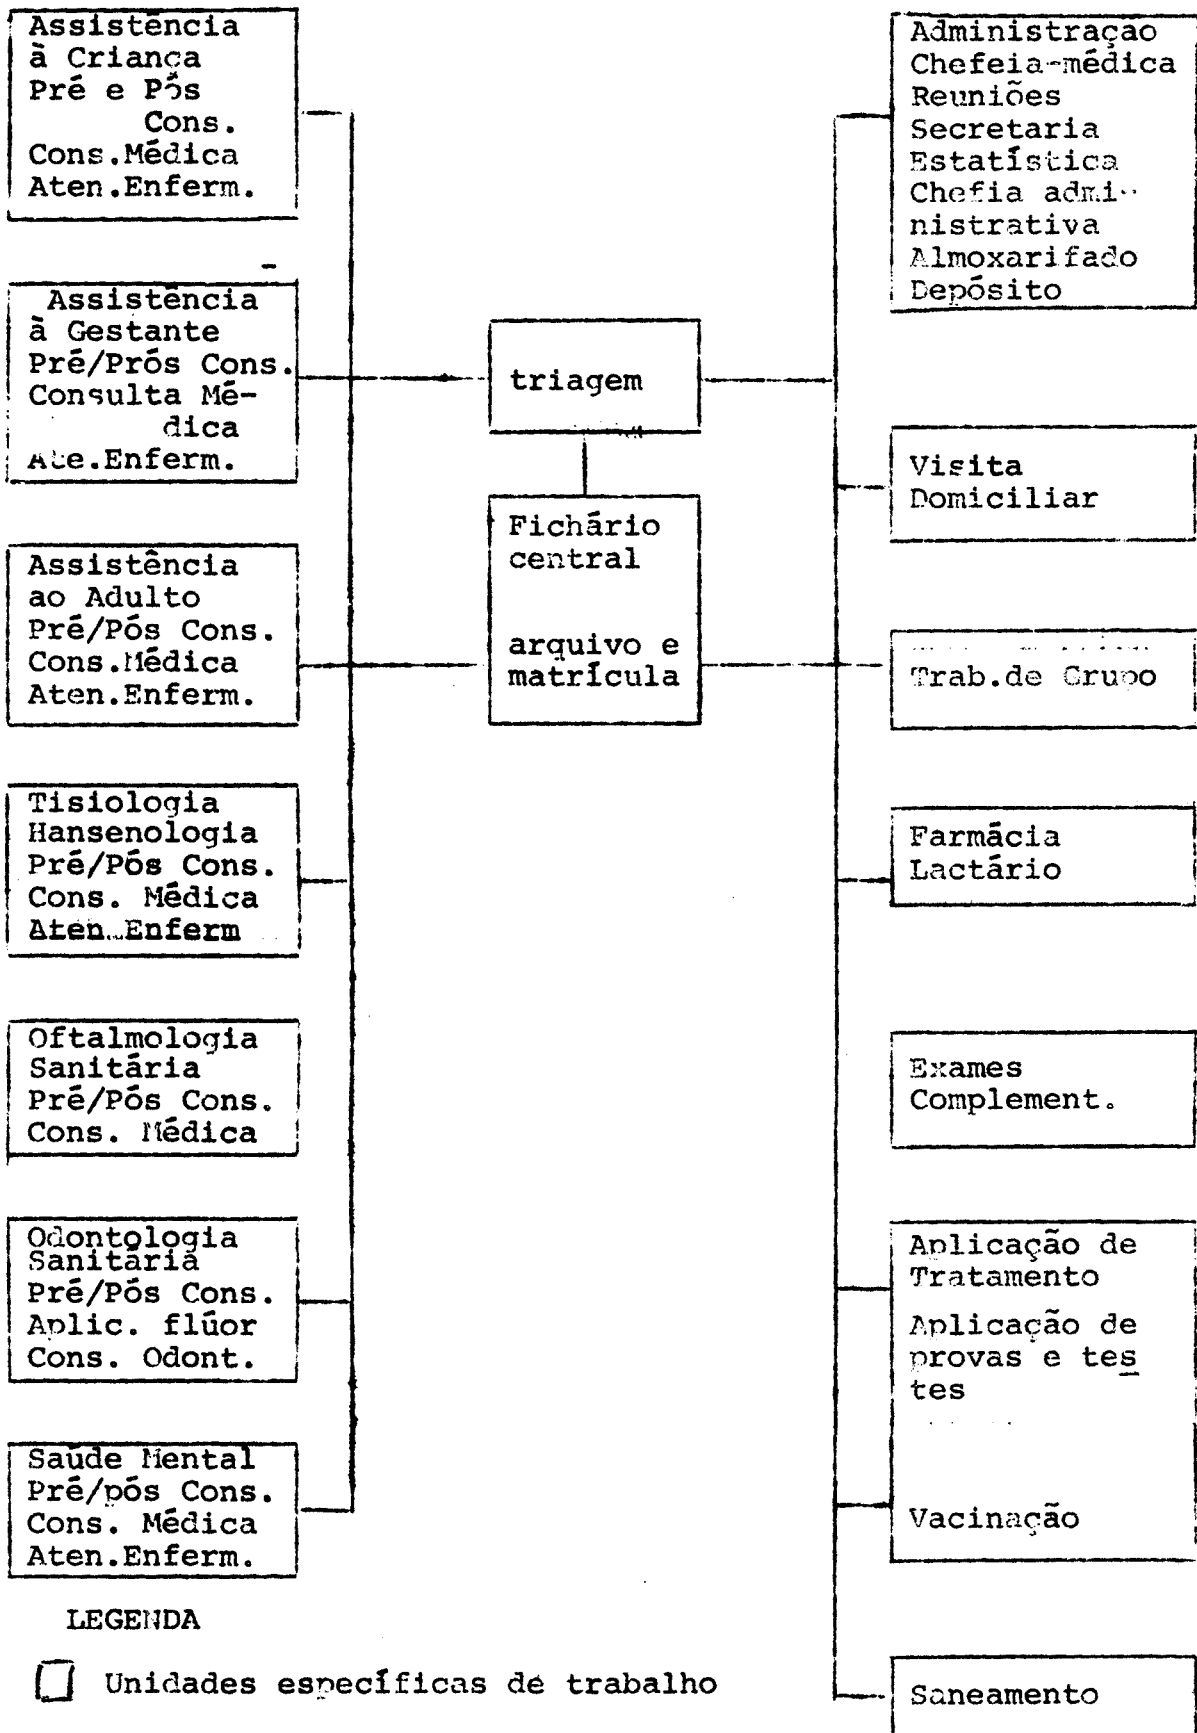 Assistência
à Criança
Pré e Pós
Cons.
Cons.Médica
Aten.Enferm.
Assistência
à Gestante
Pré/Prós Cons.
Consulta Mé-
dica
Ate.Enferm.
Assistência
ao Adulto
Pré/Pós Cons.
Cons.Médica
Aten.Enferm.
Tisiologia
Hansenologia
Pré/Pós Cons.
Cons. Médica
Aten.Enferm
Oftalmologia
Sanitária
Pré/Pós Cons.
Cons. Médica
Odontologia
Sanitária
Pré/Pós Cons.
Aplic. flúor
Cons. Odont.
Saúde Mental
Pré/pós Cons.
Cons. Médica
Aten.Enferm.
triagem
Fichário
central
arquivo e
matrícula
Administraçao
Chefeia-médica
Reuniões
Secretaria
Estatística
Chefia admi-
nistrativa
Almoxarifado
Depósito
Visita
Domiciliar
Trab.de Grupo
Farmácia
Lactário
Exames
Complement.
Aplicação de
Tratamento
Aplicação de
provas e tes
tes
Vacinação
Saneamento
LEGENDA
Unidades específicas de trabalho